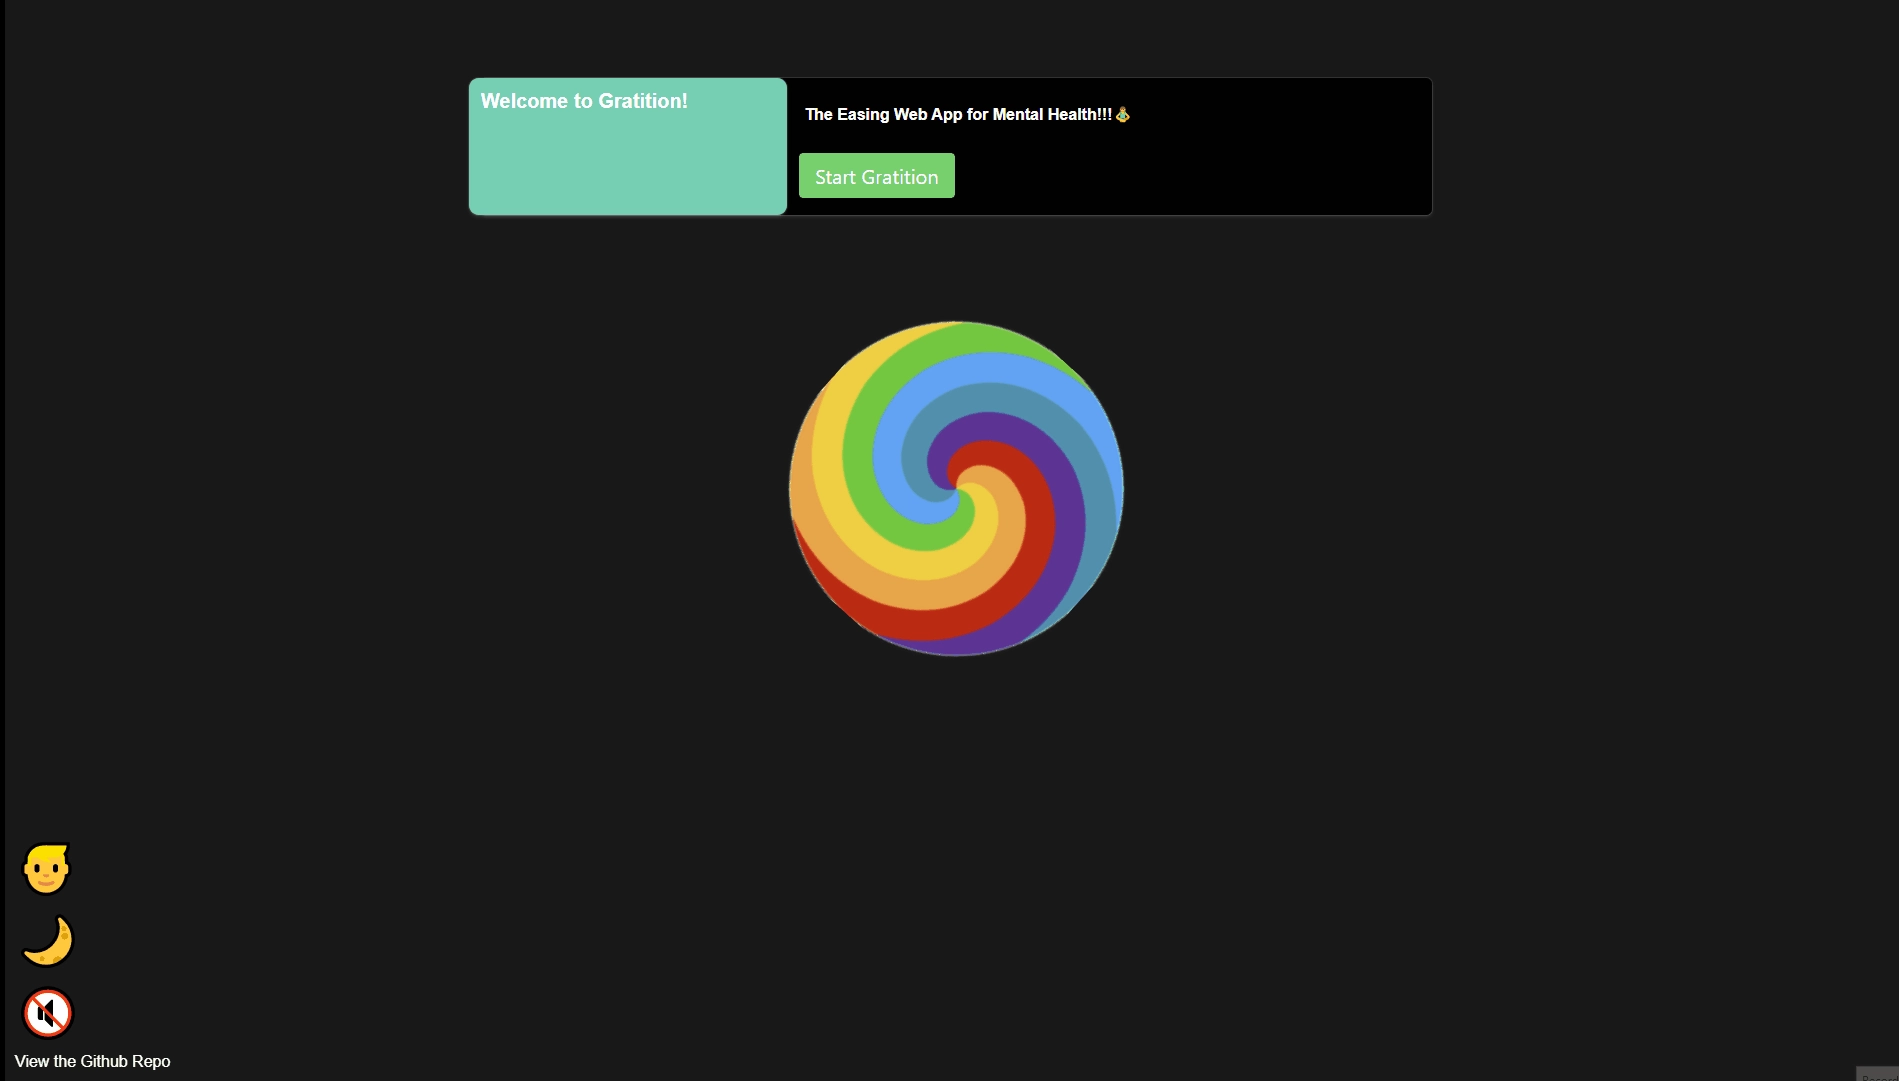 Welcome to Gratition!
The Easing Web App for Mental Health!!!
Start Gratition
View the Github Repo